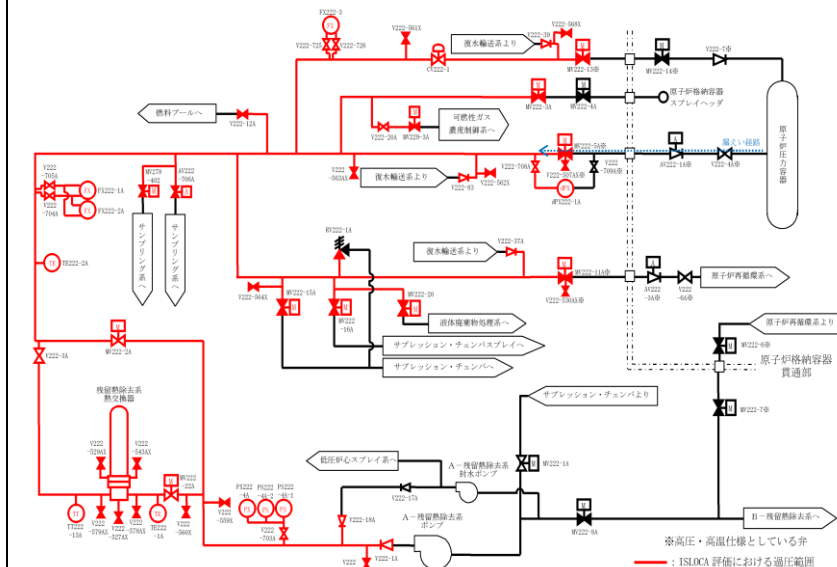 FX222-3
FX
V222-725
V222-726
V222-561X
CV222-1
復水輸送系より
V222-39
V222-568X
MV222-13※
MV222-14※
V222-7※
燃料プールへ
V222-12A
V222-20A
MV229-3A
可燃性ガス
濃度制御系へ
MV222-3A
MV222-4A
原子炉格納容器
スプレイヘッダ
漏えい経路
原子炉圧力容器
V222
-705A
V222
-704A
FX222-1A
FX222-2A
MV278
-402
AV222
-706A
サンプリング系へ
サンプリング系へ
V222
-563AX
復水輸送系より
V222-83
V222-562X
V222-708A
MV222-5A※
V222-507AX※
V222
-709A※
dPX222-1A
AV222-1A※
V222-4A※
TE222-2A
RV222-1A
復水輸送系より
V222-37A
MV222-11A※
V222-530AX※
AV222
-3A※
V222
-6A※
原子炉再循環系へ
V222-564X
MV222-15A
MV222
-16A
MV222-20
液体廃棄物処理系へ
サプレッション・チェンバスプレイへ
サプレッション・チェンバへ
原子炉再循環系より
MV222-6※
原子炉格納容器
貫通部
MV222-7※
V222-3A
MV222-2A
残留熱除去系
熱交換器
サプレッション・チェンバより
V222
-529AX
V222
-543AX
MV222
-22A
低圧炉心スプレイ系へ
A-残留熱除去系
封水ポンプ
MV222-1A
V222-17A
TT222
-13A
V222
-579AX
V222
-527AX
V222
-578AX
TE222
-3A
V222
-560X
V222
-559X
PX222
-4A
PS222
-4A-2
PS222
-4A-1
V222
-703A
V222-18A
V222-1A
V222
A-残留熱除去系
ポンプ
MV222-8A
B-残留熱除去系へ
※高圧・高温仕様としている弁
:ISLOCA 評価における過圧範囲